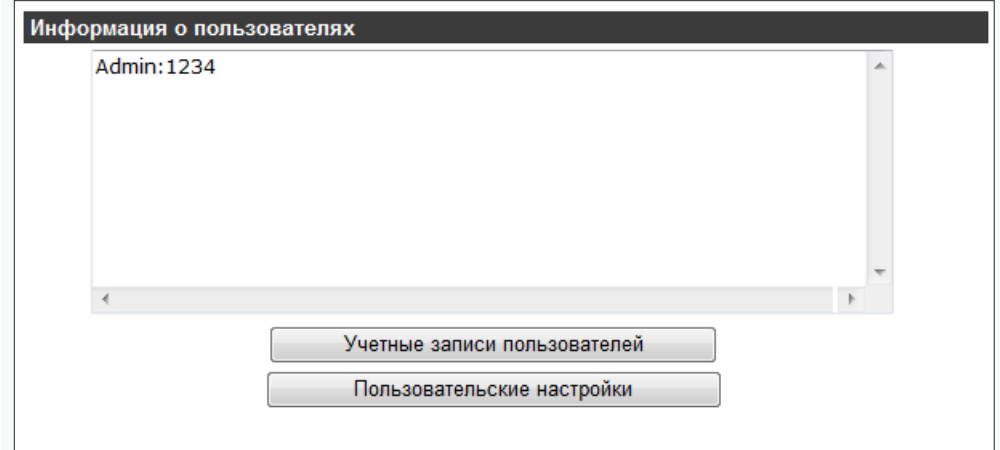 Информация о пользователях
Admin:1234
Учетные записи пользователей
Пользовательские настройки